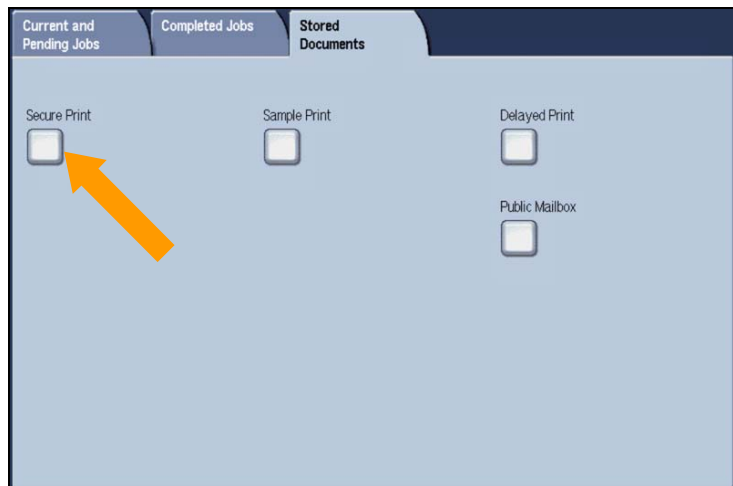 Current and
Pending Jobs
Completed Jobs
Stored
Documents
Secure Print
Sample Print
Delayed Print
Public Mailbox